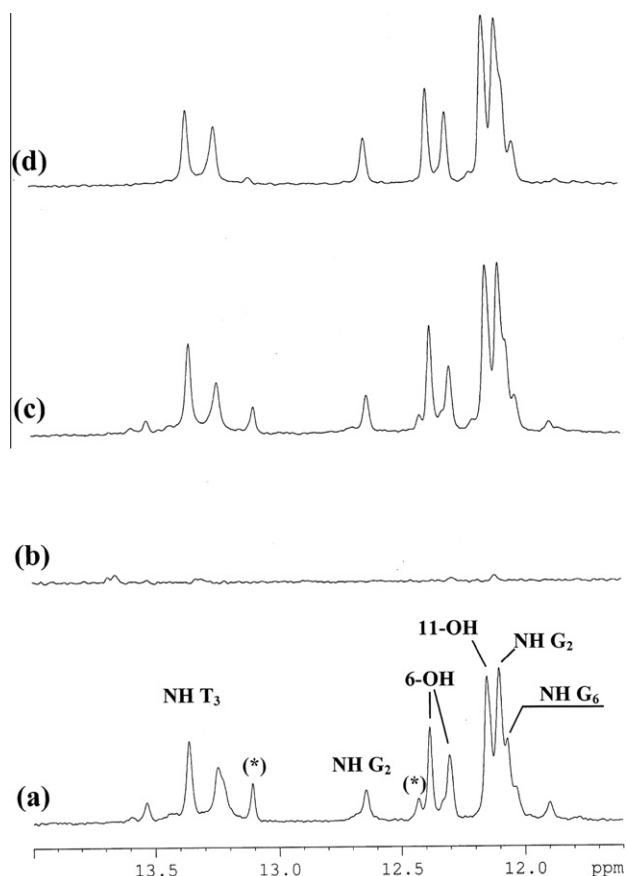 (d)
(c)
(b)
11-OH
NH G₂
6-OH
NH T₃
NH G₆
(*)
NH G₂
(*)
(a)
13.5 13.0 12.5 12.0 ppm